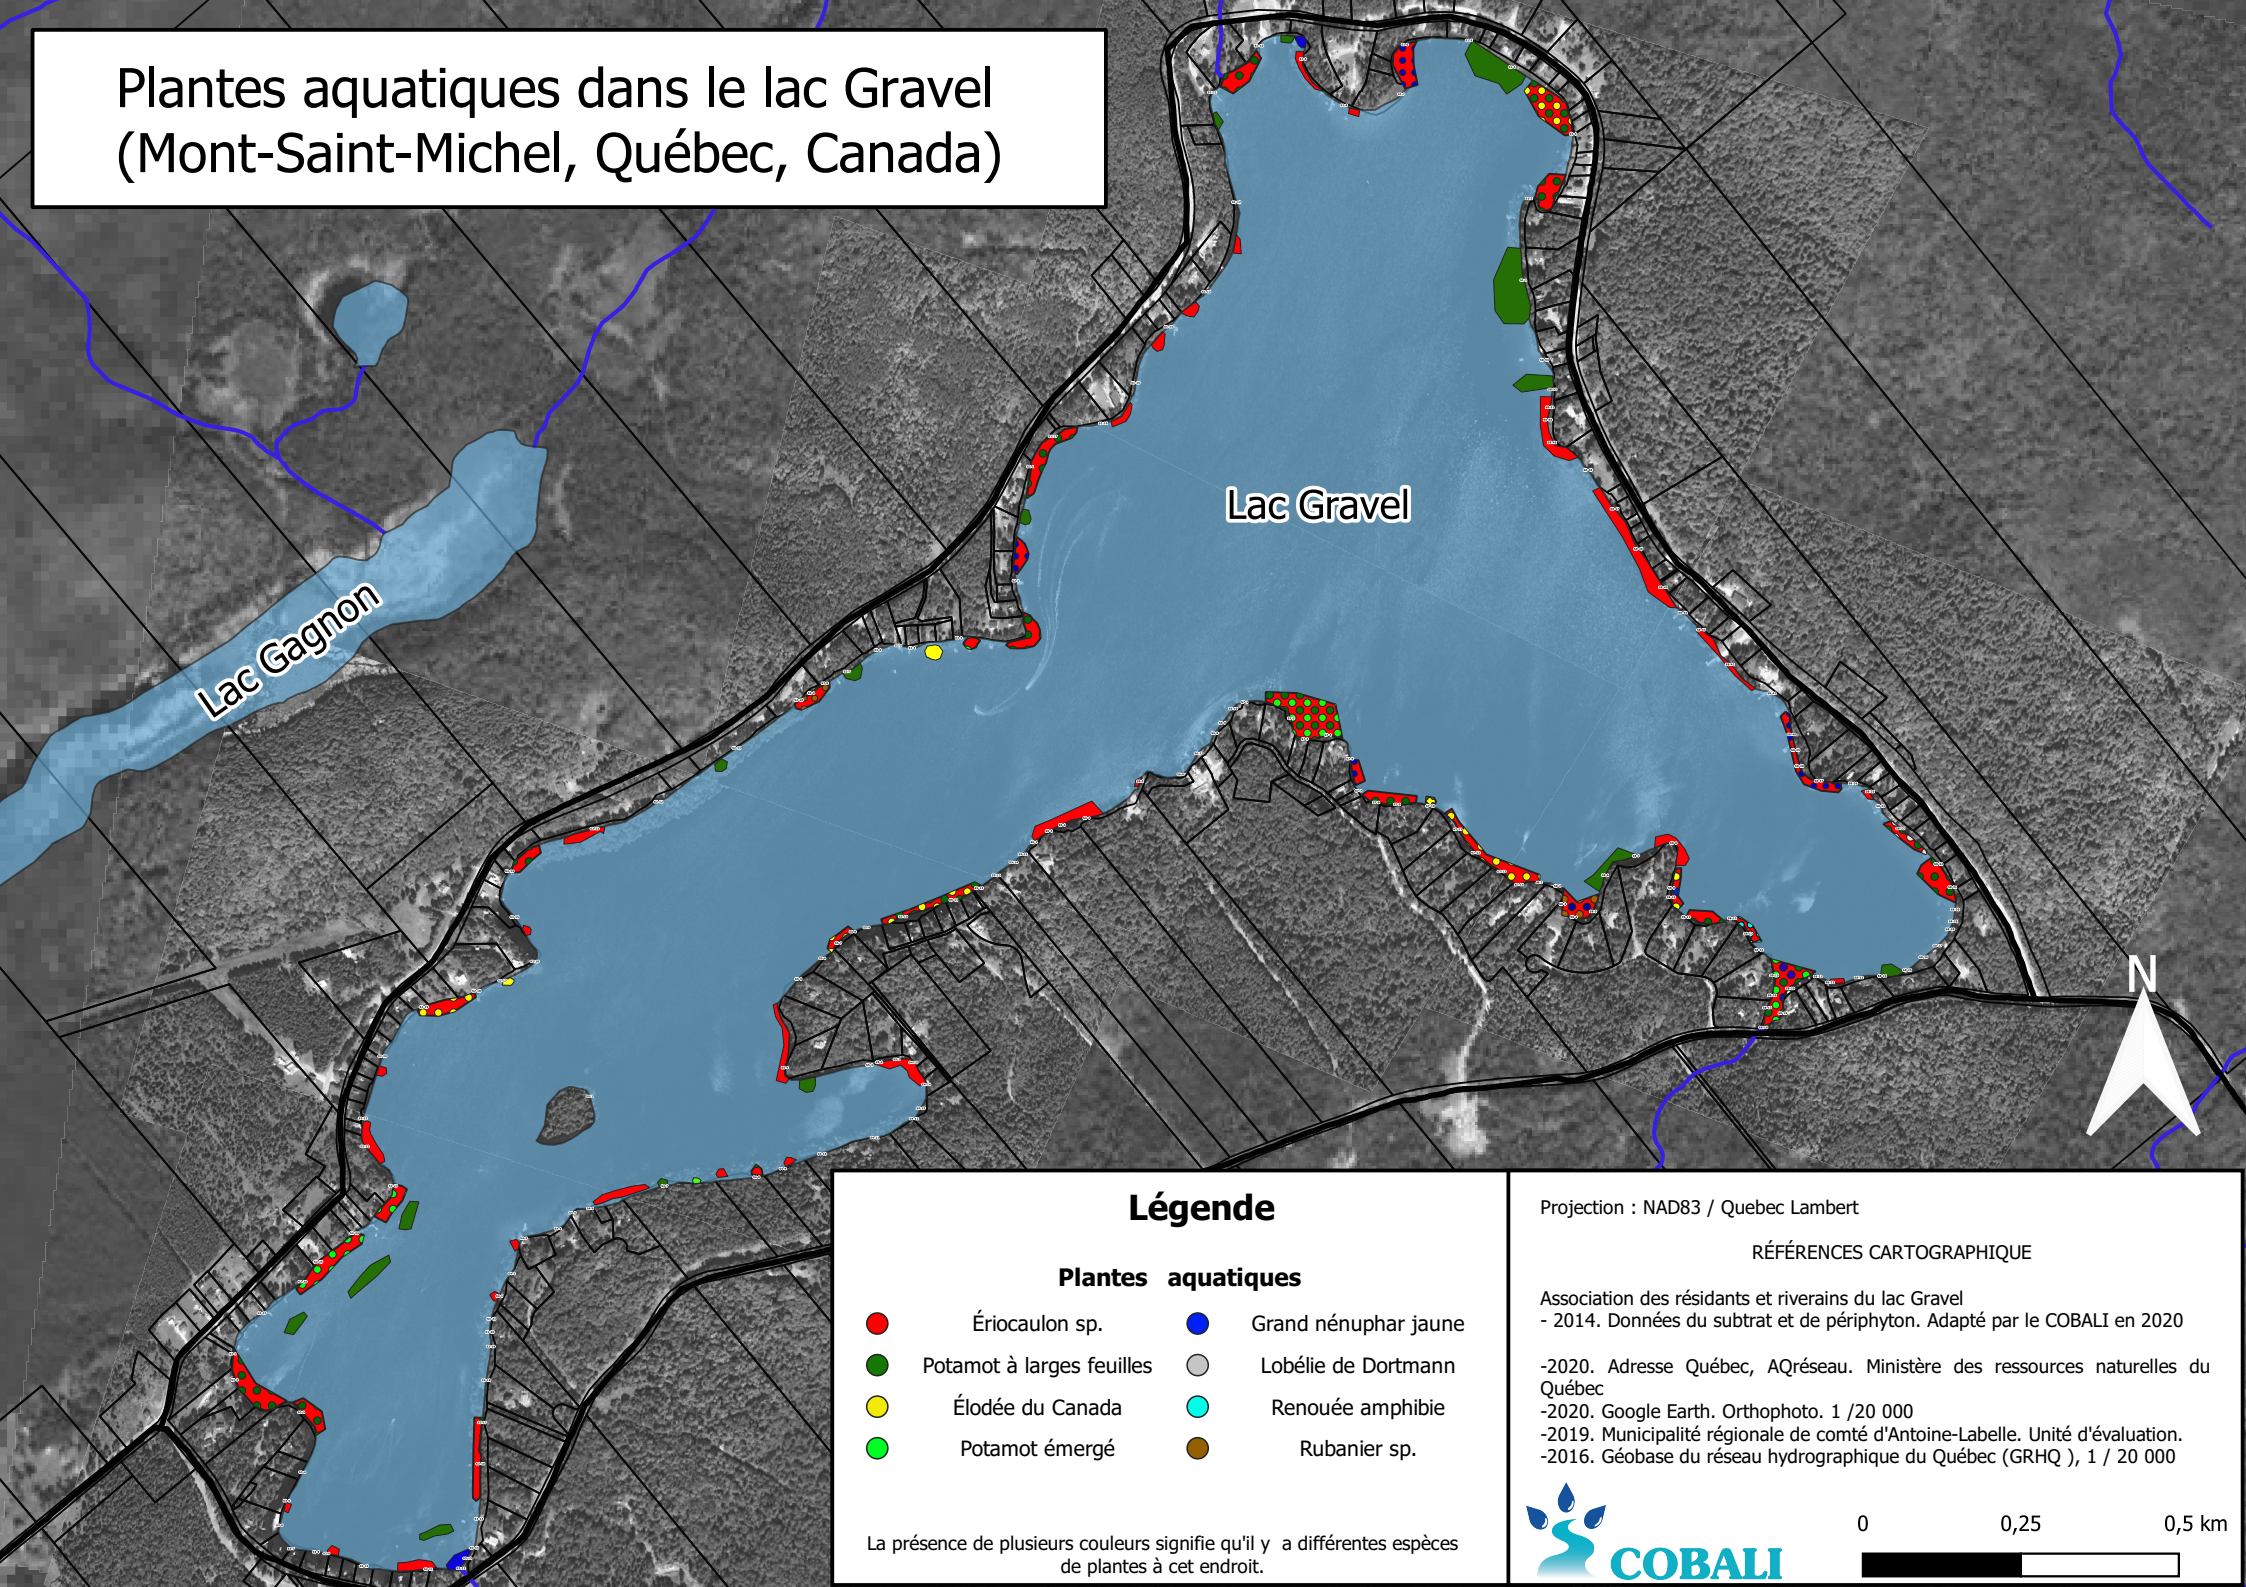 Plantes aquatiques dans le lac Gravel
(Mont-Saint-Michel, Québec, Canada)
Lac Gravel
Lac Gagnon
N
Légende
Plantes aquatiques
Ériocaulon sp.
Potamot à larges feuilles
Élodée du Canada
Potamot émergé
Grand nénuphar jaune
Lobélie de Dortmann
Renouée amphibie
Rubanier sp.
La présence de plusieurs couleurs signifie qu'il y a différentes espèces
de plantes à cet endroit.
Projection : NAD83 / Quebec Lambert
RÉFÉRENCES CARTOGRAPHIQUE
Association des résidants et riverains du lac Gravel
- 2014. Données du subtrat et de périphyton. Adapté par le COBALI en 2020
-2020. Adresse Québec, AQréseau. Ministère des ressources naturelles du
Québec
-2020. Google Earth. Orthophoto. 1 /20 000
-2019. Municipalité régionale de comté d'Antoine-Labelle. Unité d'évaluation.
-2016. Géobase du réseau hydrographique du Québec (GRHQ ), 1 / 20 000
COBALI
0 0,25 0,5 km